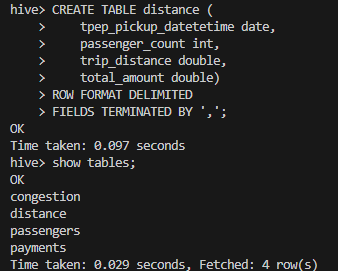 hive> CREATE TABLE distance (
    >     tpep_pickup_datetetime date,
    >     passenger_count int,
    >     trip_distance double,
    >     total_amount double)
    > ROW FORMAT DELIMITED
    > FIELDS TERMINATED BY ',';
OK
Time taken: 0.097 seconds
hive> show tables;
OK
congestion
distance
passengers
payments
Time taken: 0.029 seconds, Fetched: 4 row(s)